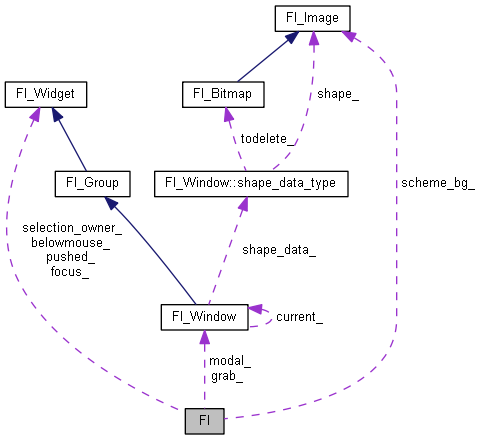 Fl_Image
Fl_Widget
Fl_Bitmap
shape_
todelete_
Fl_Group
Fl_Window::shape_data_type
scheme_bg_
selection_owner_
belowmouse_
pushed_
focus_
shape_data_
Fl_Window
current_
modal_
grab_
Fl